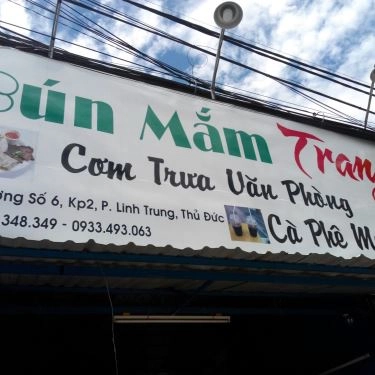 Bún Mắm Trang
Cơm Trưa Văn Phòng
Số 6, Kp2, P. Linh Trung, Thủ Đức
348.349 - 0933.493.063
Cà Phê